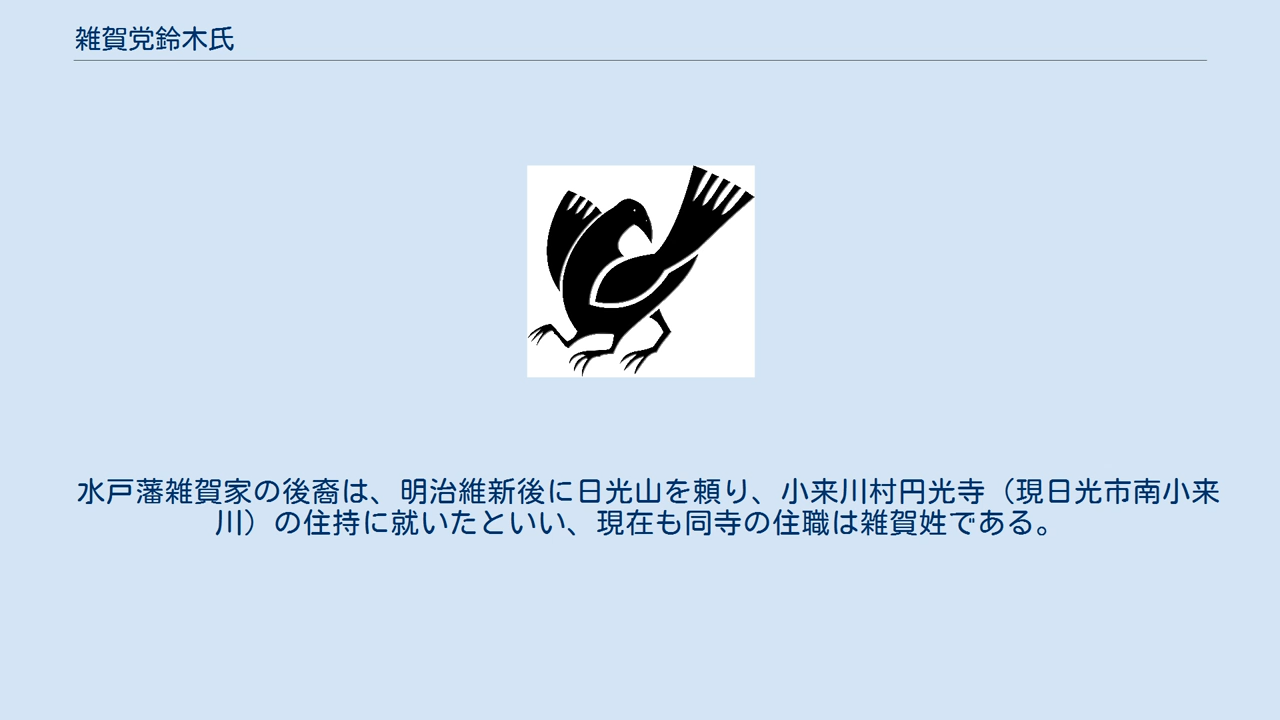 雑賀党鈴木氏
水戸藩雑賀家の後裔は、明治維新後に日光山を頼り、小来川村円光寺（現日光市南小来
川）の住持に就いたといい、現在も同寺の住職は雑賀姓である。